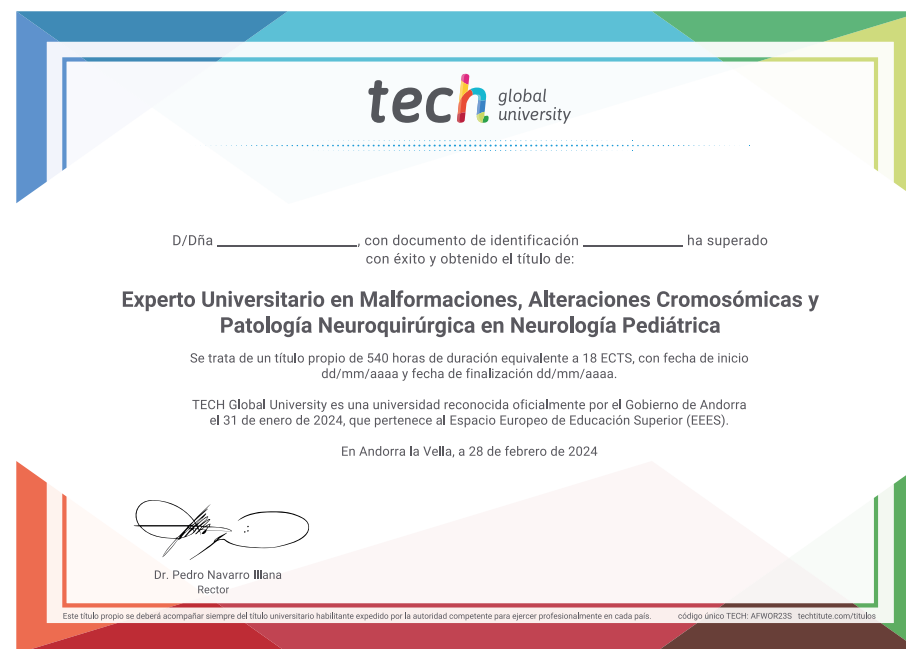 tech global university
D/Dña ____________________, con documento de identificación ______________ ha superado
con éxito y obtenido el título de:
Experto Universitario en Malformaciones, Alteraciones Cromosómicas y
Patología Neuroquirúrgica en Neurología Pediátrica
Se trata de un título propio de 540 horas de duración equivalente a 18 ECTS, con fecha de inicio
dd/mm/aaaa y fecha de finalización dd/mm/aaaa.
TECH Global University es una universidad reconocida oficialmente por el Gobierno de Andorra
el 31 de enero de 2024, que pertenece al Espacio Europeo de Educación Superior (EEES).
En Andorra la Vella, a 28 de febrero de 2024
Dr. Pedro Navarro Illana
Rector
Este título propio se deberá acompañar siempre del título universitario habilitante expedido por la autoridad competente para ejercer profesionalmente en cada país. código único TECH: AFWOR23S techtitute.com/titulos